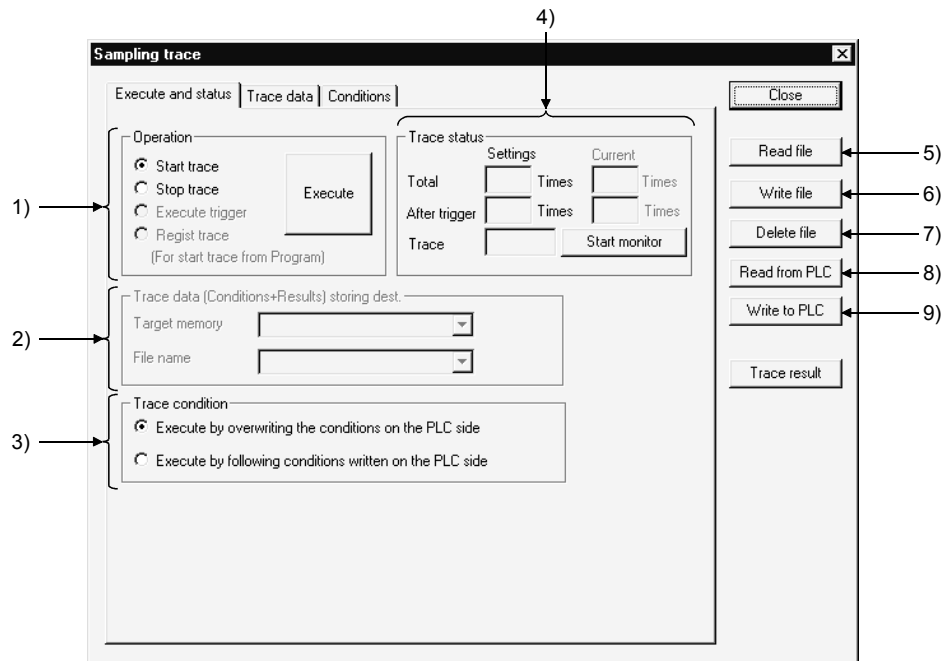 4)
Sampling trace
Execute and status
Trace data
Conditions
Close
1)
Operation
Start trace
Stop trace
Execute trigger
Regist trace
(For start trace from Program)
Execute
Trace status
Settings Current
Total Times Times
After trigger Times Times
Trace Start monitor
Read file
5)
Write file
6)
Delete file
7)
Read from PLC
8)
Write to PLC
9)
Trace result
2)
Trace data (Conditions+Results) storing dest.
Target memory
File name
3)
Trace condition
Execute by overwriting the conditions on the PLC side
Execute by following conditions written on the PLC side